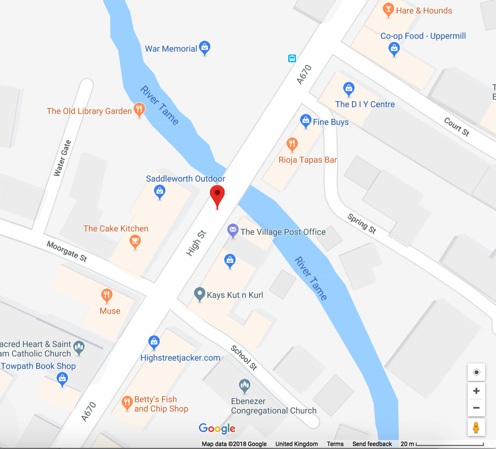 Hare & Hounds
Co-op Food - Uppermill
War Memorial
A670
The D I Y Centre
The Old Library Garden
River Tame
Fine Buys
Court St
Water Gate
Rioja Tapas Bar
Saddleworth Outdoor
Spring St
The Cake Kitchen
High St
The Village Post Office
Moorgate St
River Tame
Kays Kut n Kurl
Muse
acred Heart & Saint
am Catholic Church
Highstreetjacker.com
School St
Towpath Book Shop
Ebenezer
Congregational Church
Betty's Fish
and Chip Shop
A670
Google
Map data ©2018 Google United Kingdom Terms Send feedback 20 m